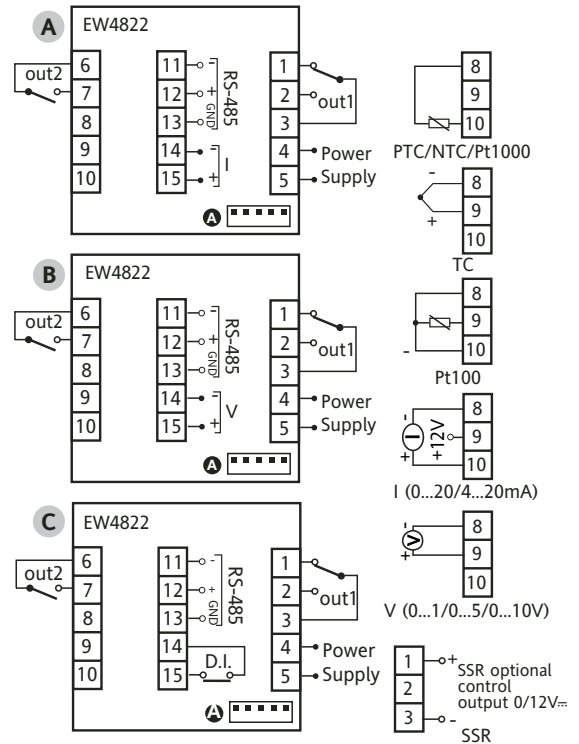 A
EW4822
6
7
8
9
10
out2
11 -
12 +
13 GND
RS-485
14 -
15 +
I
1
2 out1
3
4 Power
5 Supply
A
B
EW4822
6
7
8
9
10
out2
11 -
12 +
13 GND
RS-485
14 -
15 +
V
1
2 out1
3
4 Power
5 Supply
A
C
EW4822
6
7
8
9
10
out2
11 -
12 +
13 GND
RS-485
14
15 D.I.
1
2 out1
3
4 Power
5 Supply
A
8
9
10
PTC/NTC/Pt1000
- 8
+ 9
10
TC
8
9
- 10
Pt100
- 8
I +12V 9
+ 10
I (0...20/4...20mA)
- 8
V
+ 9
10
V (0...1/0...5/0...10V)
1 +
2
3 -
SSR optional
control
output 0/12V⎓
SSR